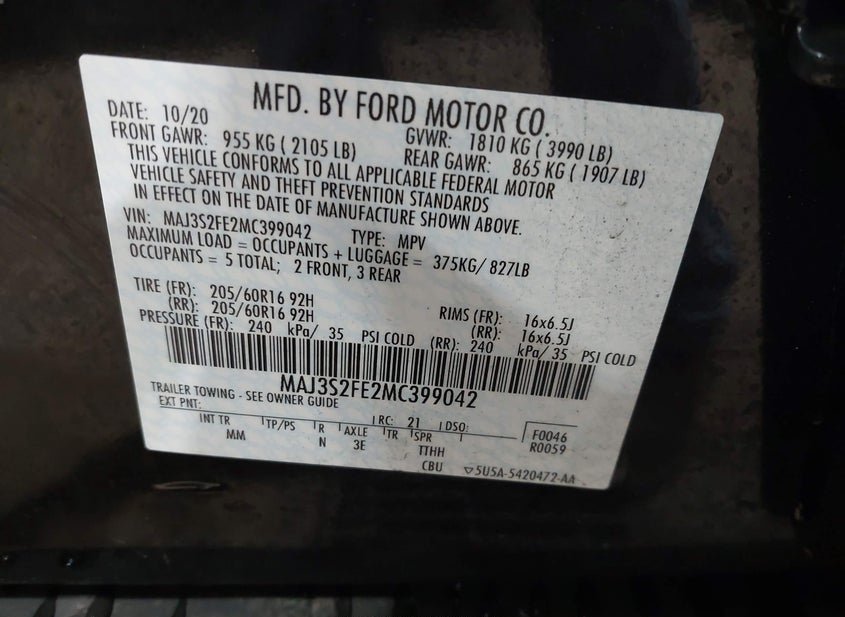 MFD. BY FORD MOTOR CO.
DATE: 10/20 GVWR: 1810 KG ( 3990 LB)
FRONT GAWR: 955 KG ( 2105 LB) REAR GAWR: 865 KG ( 1907 LB)
THIS VEHICLE CONFORMS TO ALL APPLICABLE FEDERAL MOTOR
VEHICLE SAFETY AND THEFT PREVENTION STANDARDS
IN EFFECT ON THE DATE OF MANUFACTURE SHOWN ABOVE.
VIN: MAJ3S2FE2MC399042 TYPE: MPV
MAXIMUM LOAD = OCCUPANTS + LUGGAGE = 375KG/ 827LB
OCCUPANTS = 5 TOTAL; 2 FRONT, 3 REAR
TIRE (FR): 205/60R16 92H RIMS (FR): 16x6.5J
(RR): 205/60R16 92H (RR): 16x6.5J
PRESSURE (FR): 240 kPa/ 35 PSI COLD (RR): 240 kPa/ 35 PSI COLD
MAJ3S2FE2MC399042
TRAILER TOWING - SEE OWNER GUIDE
EXT PNT: RC: 21 DSO: F0046
INT TR TP/PS R AXLE TR SPR R0059
MM N 3E TTHH
CBU 5U5A-5420472-AA